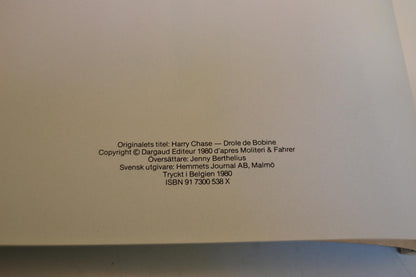 Originalets titel: Harry Chase — Drole de Bobine
Copyright © Dargaud Editeur 1980 d'apres Moliteri & Fahrer
Översättare: Jenny Berthelius
Svensk utgivare: Hemmets Journal AB, Malmö
Tryckt i Belgien 1980
ISBN 91 7300 538 X